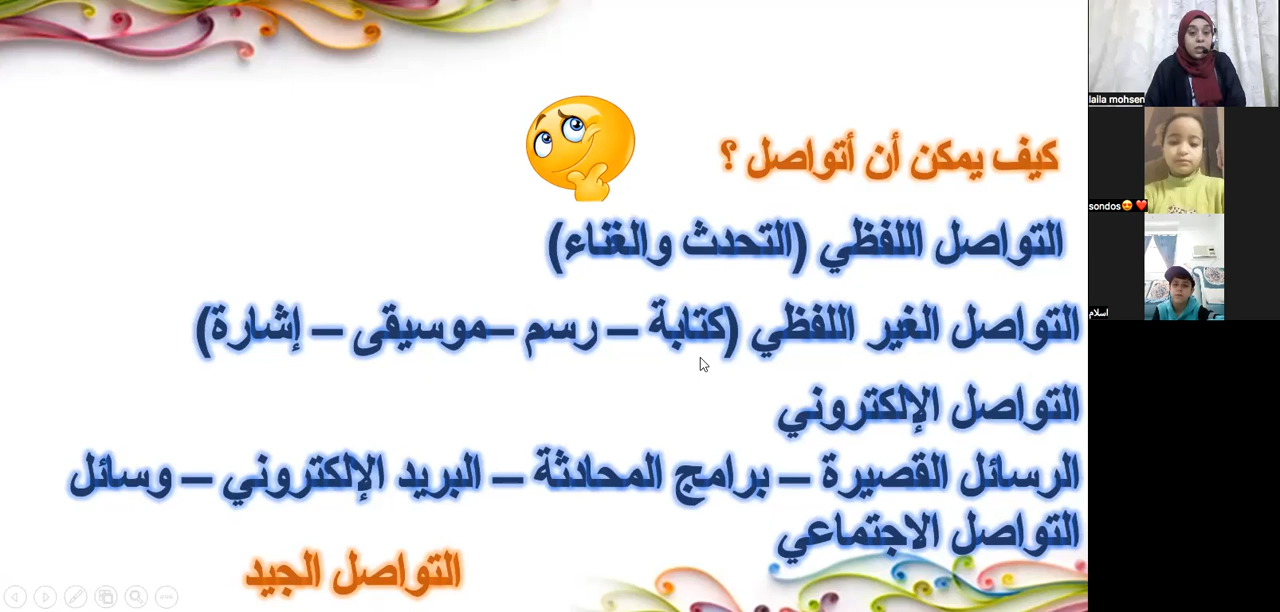 كيف يمكن أن أتواصل ؟
التواصل اللفظي (التحدث والغناء)
التواصل الغير اللفظي (كتابة – رسم –موسيقى – إشارة)
التواصل الإلكتروني
الرسائل القصيرة – برامج المحادثة – البريد الإلكتروني – وسائل
التواصل الاجتماعي
التواصل الجيد
laila mohsen
sondos😍❤️
اسلام